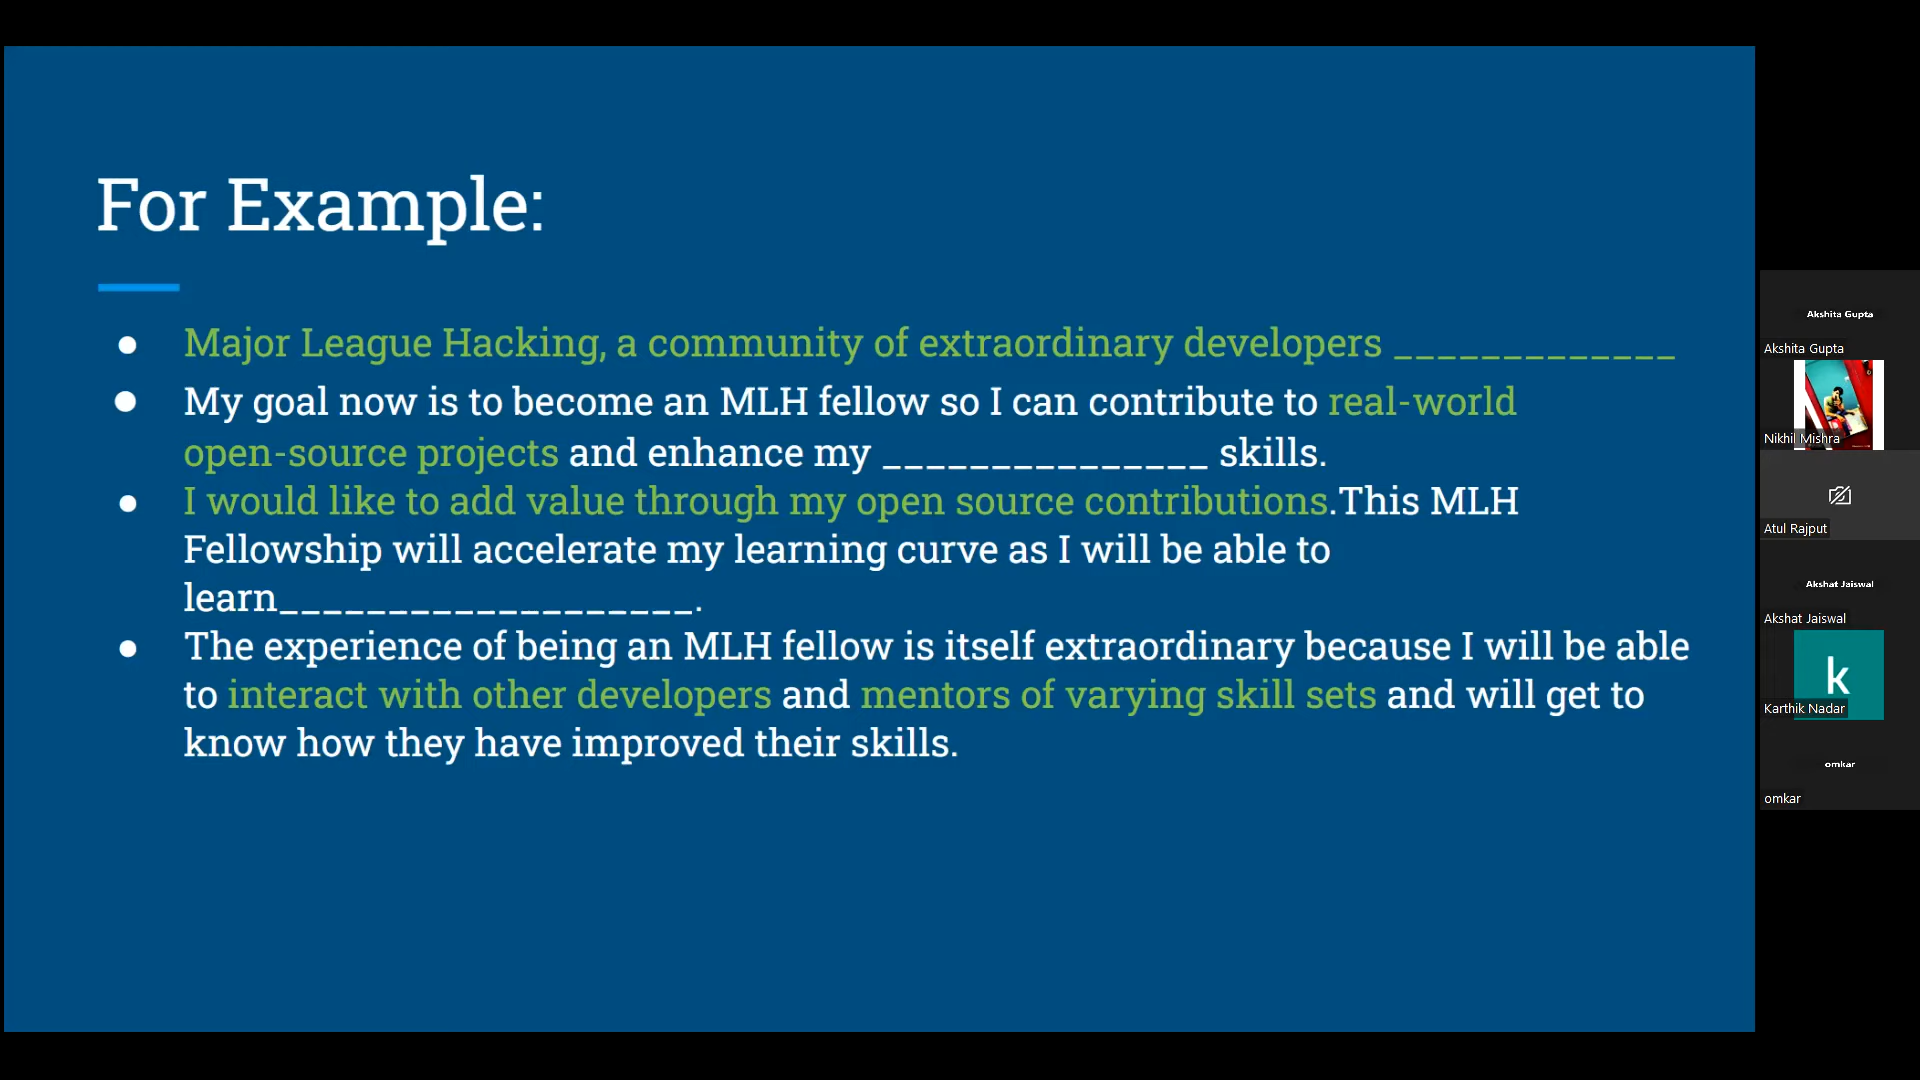 For Example:
● Major League Hacking, a community of extraordinary developers _____________
● My goal now is to become an MLH fellow so I can contribute to real-world
open-source projects and enhance my _______________ skills.
● I would like to add value through my open source contributions.This MLH
Fellowship will accelerate my learning curve as I will be able to
learn___________________.
● The experience of being an MLH fellow is itself extraordinary because I will be able
to interact with other developers and mentors of varying skill sets and will get to
know how they have improved their skills.
Akshita Gupta
Akshita Gupta
Nikhil Mishra
Atul Rajput
Akshat Jaiswal
Akshat Jaiswal
k
Karthik Nadar
omkar
omkar